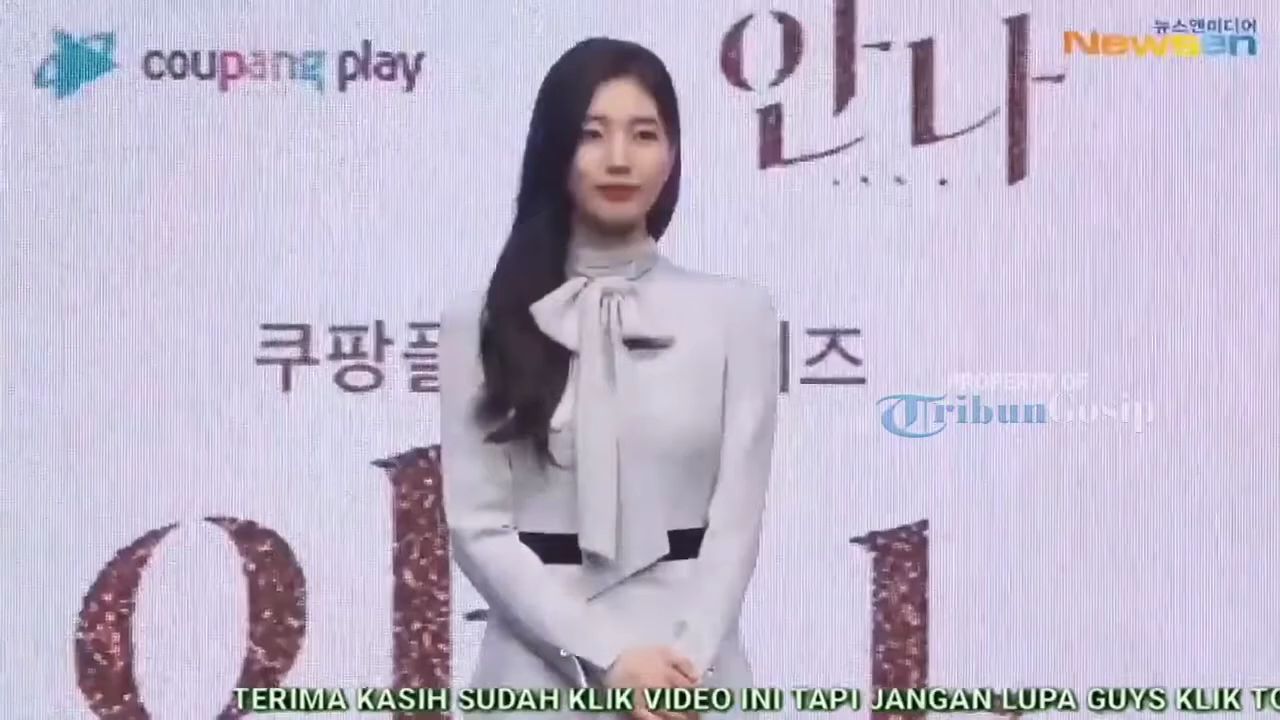 coupang play
안나
뉴스엔미디어
Newsen
쿠팡플
즈
PROPERTY OF
TribunGosip
TERIMA KASIH SUDAH KLIK VIDEO INI TAPI JANGAN LUPA GUYS KLIK TO